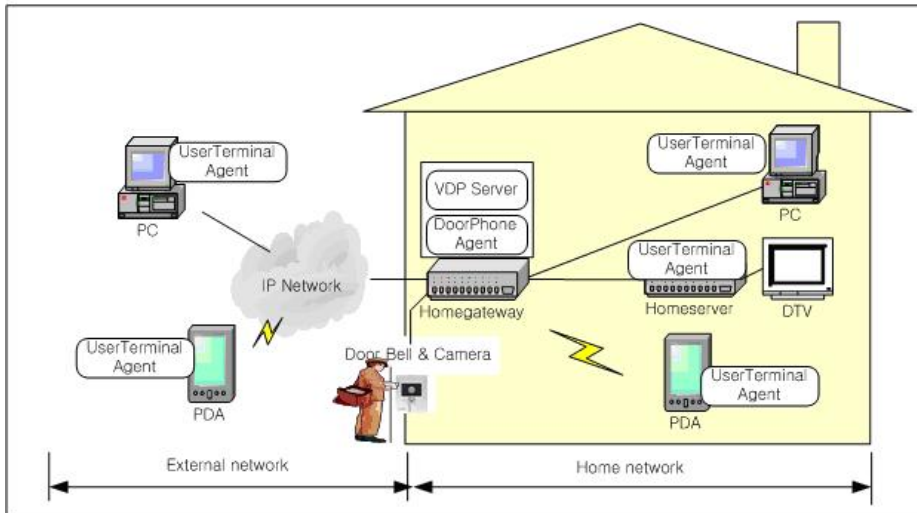 UserTerminal
Agent
PC
IP Network
UserTerminal
Agent
PDA
VDP Server
DoorPhone
Agent
Homegateway
Door Bell & Camera
UserTerminal
Agent
PC
UserTerminal
Agent
Homeserver
DTV
UserTerminal
Agent
PDA
External network
Home network